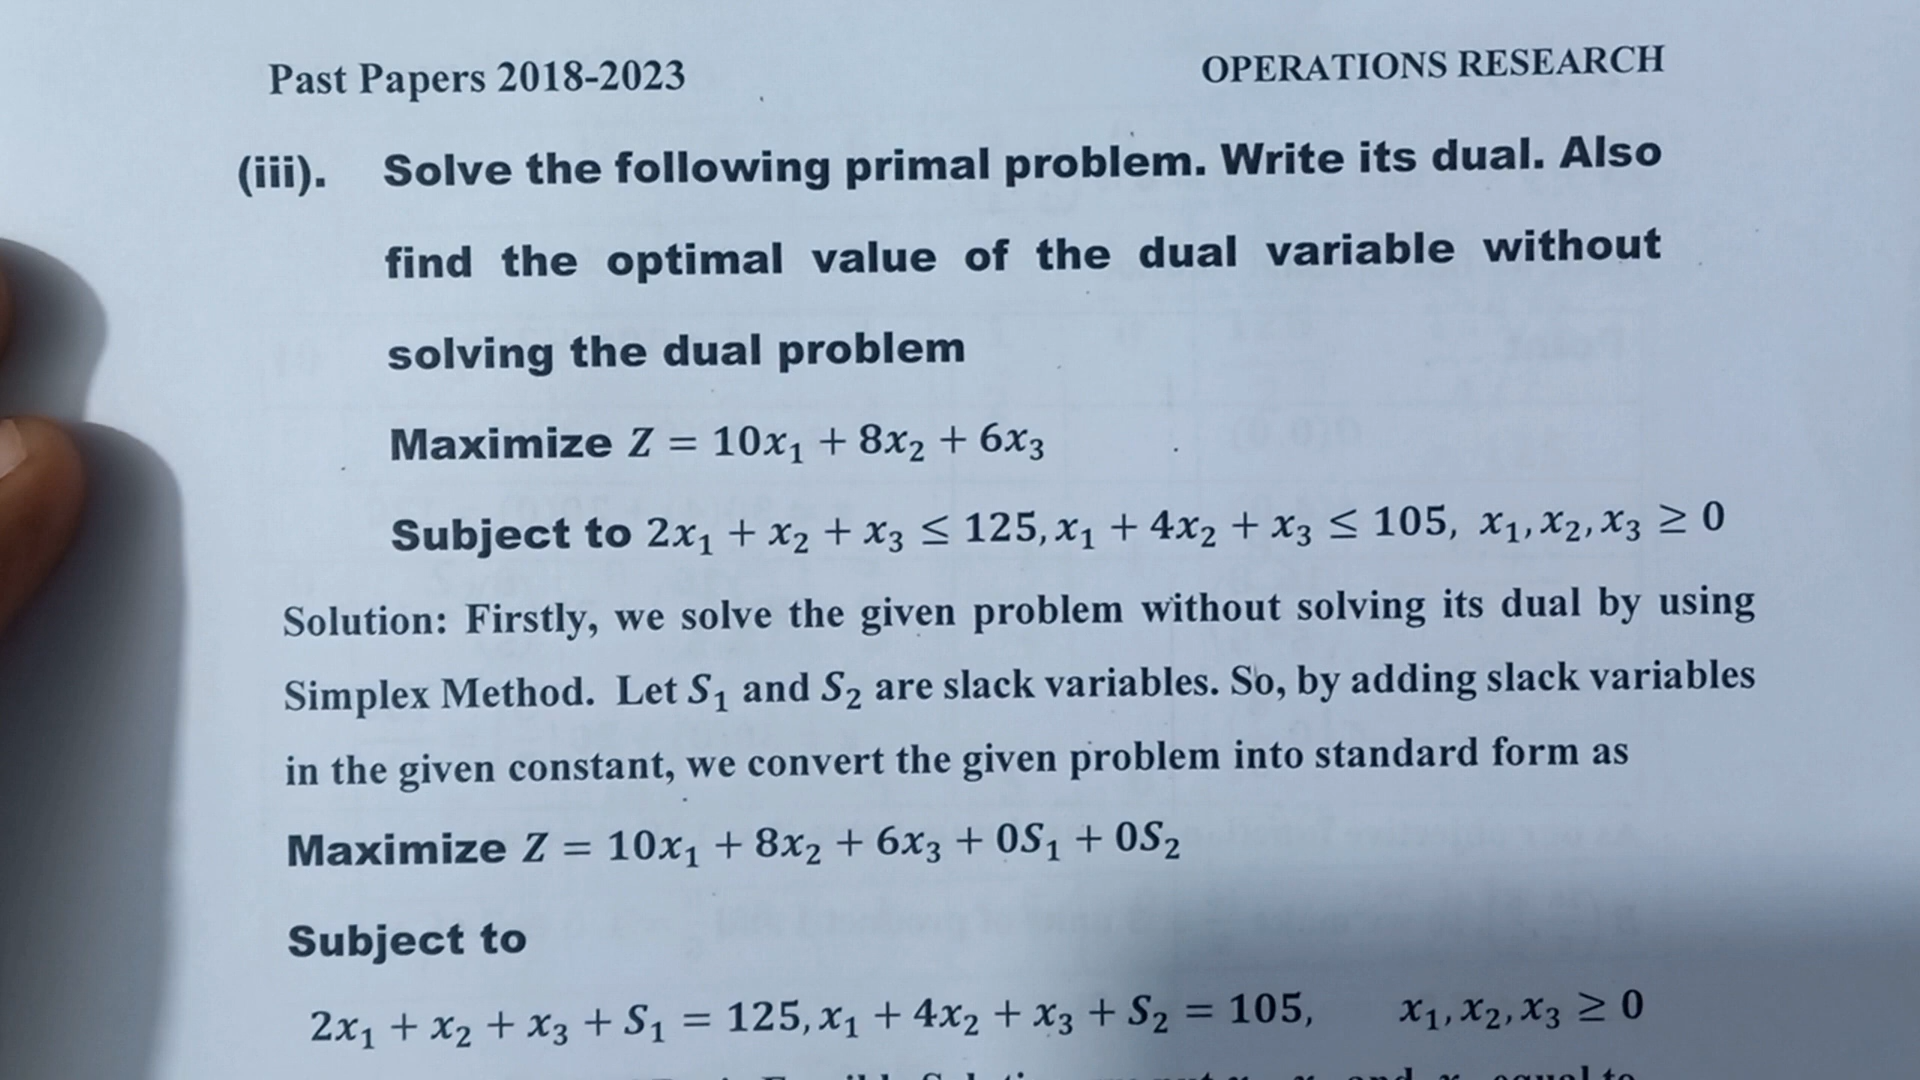 Past Papers 2018-2023 OPERATIONS RESEARCH
(iii). Solve the following primal problem. Write its dual. Also
find the optimal value of the dual variable without
solving the dual problem
Maximize Z = 10x₁ + 8x₂ + 6x₃
Subject to 2x₁ + x₂ + x₃ ≤ 125, x₁ + 4x₂ + x₃ ≤ 105, x₁, x₂, x₃ ≥ 0
Solution: Firstly, we solve the given problem without solving its dual by using
Simplex Method. Let S₁ and S₂ are slack variables. So, by adding slack variables
in the given constant, we convert the given problem into standard form as
Maximize Z = 10x₁ + 8x₂ + 6x₃ + 0S₁ + 0S₂
Subject to
2x₁ + x₂ + x₃ + S₁ = 125, x₁ + 4x₂ + x₃ + S₂ = 105, x₁, x₂, x₃ ≥ 0